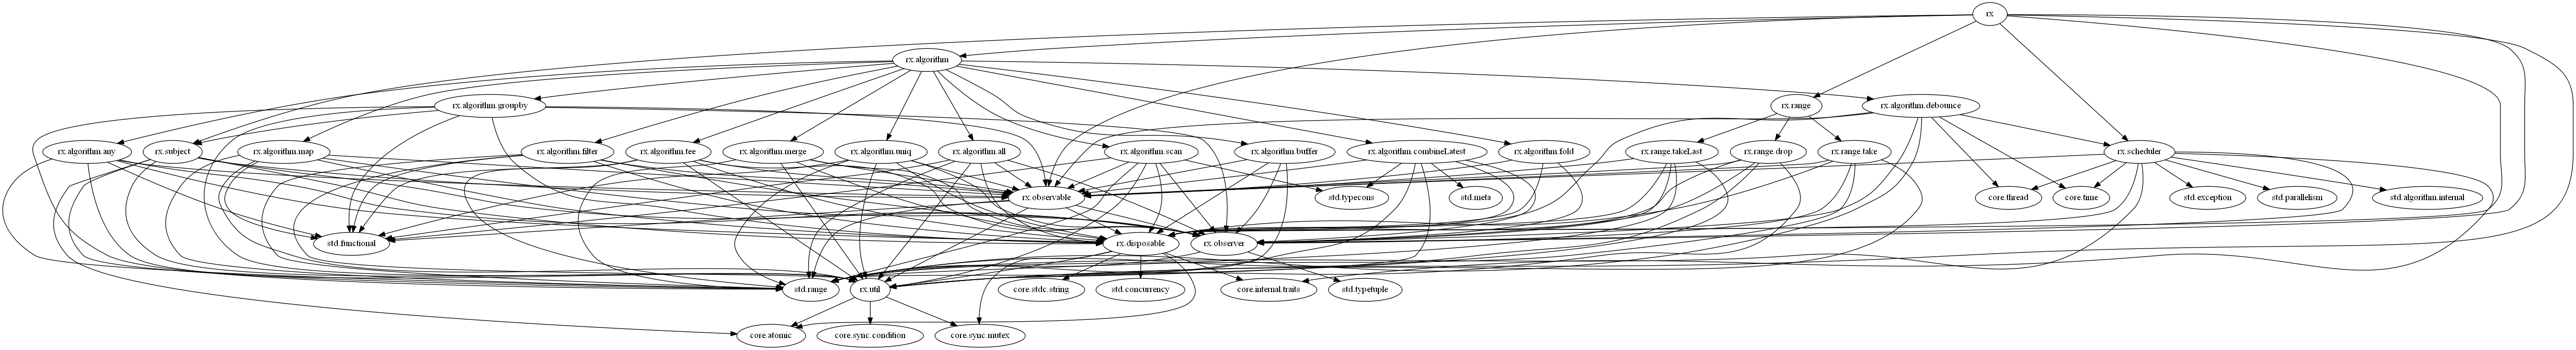 rx
rx.algorithm
rx.algorithm.groupby
rx.range
rx.algorithm.debounce
rx.algorithm.any
rx.subject
rx.algorithm.map
rx.algorithm.filter
rx.algorithm.tee
rx.algorithm.merge
rx.algorithm.uniq
rx.algorithm.all
rx.algorithm.scan
rx.algorithm.buffer
rx.algorithm.combineLatest
rx.algorithm.fold
rx.range.takeLast
rx.range.drop
rx.range.take
rx.scheduler
rx.observable
std.typecons
std.meta
core.thread
core.time
std.exception
std.parallelism
std.algorithm.internal
std.functional
rx.disposable
rx.observer
std.range
rx.util
core.stdc.string
std.concurrency
core.internal.traits
std.typetuple
core.atomic
core.sync.condition
core.sync.mutex